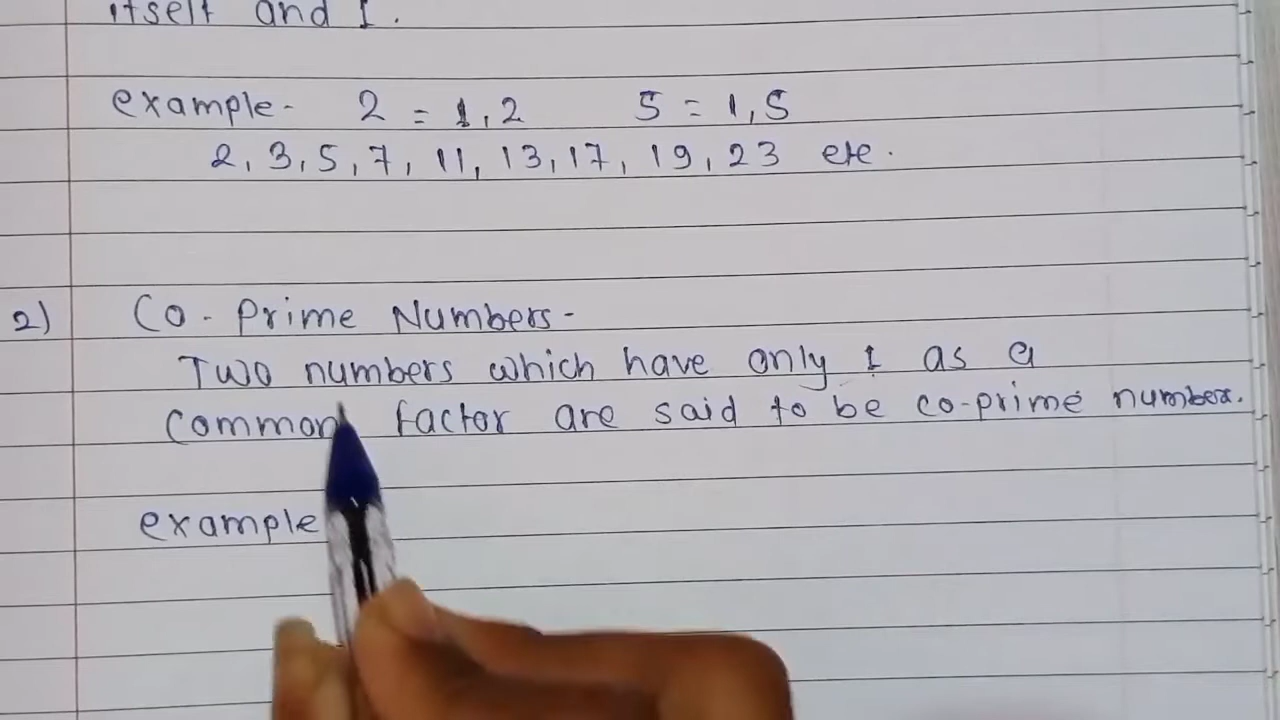 itself and 1.
example- 2 = 1,2 5 = 1,5
2, 3, 5, 7, 11, 13, 17, 19, 23 etc.
2) Co-Prime Numbers-
Two numbers which have only 1 as a
common factor are said to be co-prime number.
example